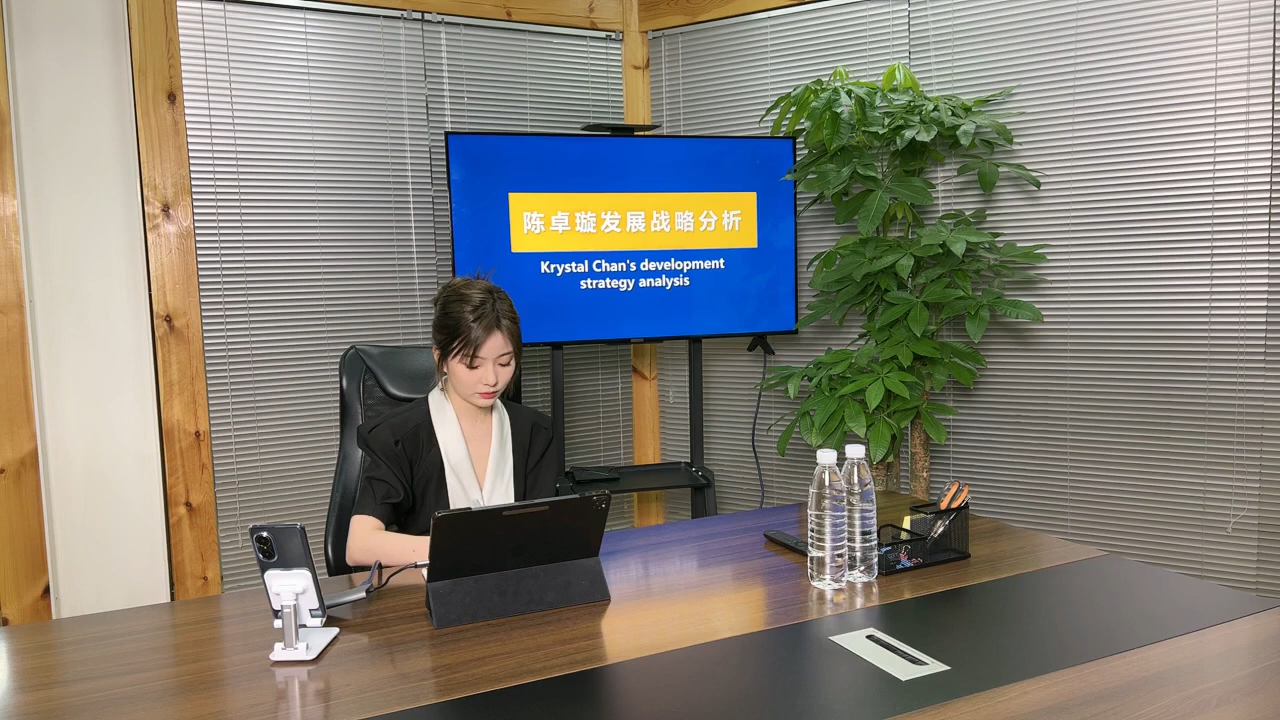 陈卓璇发展战略分析
Krystal Chan's development
strategy analysis